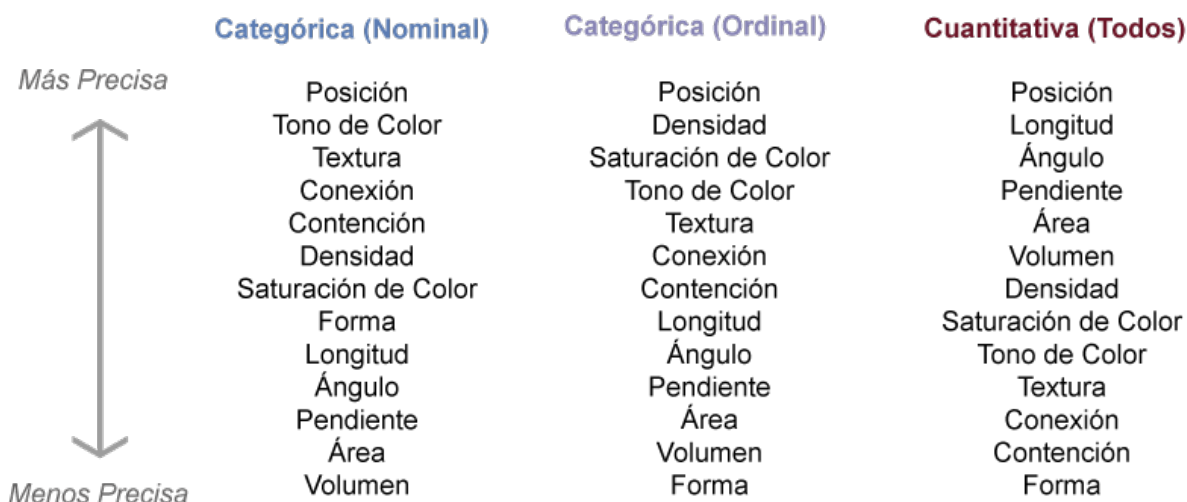 Categórica (Nominal) Categórica (Ordinal) Cuantitativa (Todos)
Más Precisa
Posición Posición Posición
Tono de Color Densidad Longitud
Textura Saturación de Color Ángulo
Conexión Tono de Color Pendiente
Contención Textura Área
Densidad Conexión Volumen
Saturación de Color Contención Densidad
Forma Longitud Saturación de Color
Longitud Ángulo Tono de Color
Ángulo Pendiente Textura
Pendiente Área Conexión
Área Volumen Contención
Volumen Forma Forma
Menos Precisa